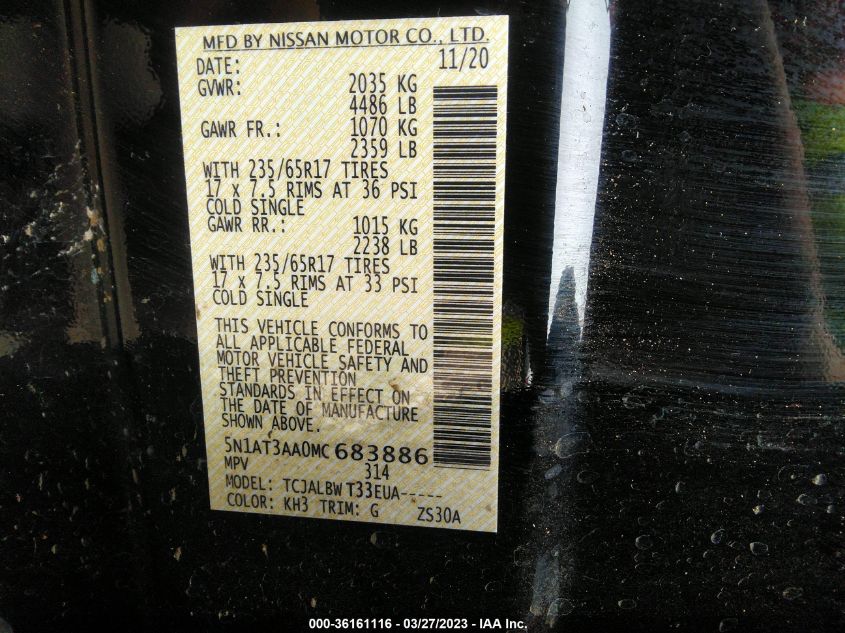 MFD BY NISSAN MOTOR CO., LTD.
DATE: 11/20
GVWR: 2035 KG
4486 LB
GAWR FR.: 1070 KG
2359 LB
WITH 235/65R17 TIRES
17 x 7.5 RIMS AT 36 PSI
COLD SINGLE
GAWR RR.: 1015 KG
2238 LB
WITH 235/65R17 TIRES
17 x 7.5 RIMS AT 33 PSI
COLD SINGLE
THIS VEHICLE CONFORMS TO
ALL APPLICABLE FEDERAL
MOTOR VEHICLE SAFETY AND
THEFT PREVENTION
STANDARDS IN EFFECT ON
THE DATE OF MANUFACTURE
SHOWN ABOVE.
5N1AT3AA0MC683886
MPV 314
MODEL: TCJALBW T33EUA-----
COLOR: KH3 TRIM: G ZS30A
000-36161116 - 03/27/2023 - IAA Inc.